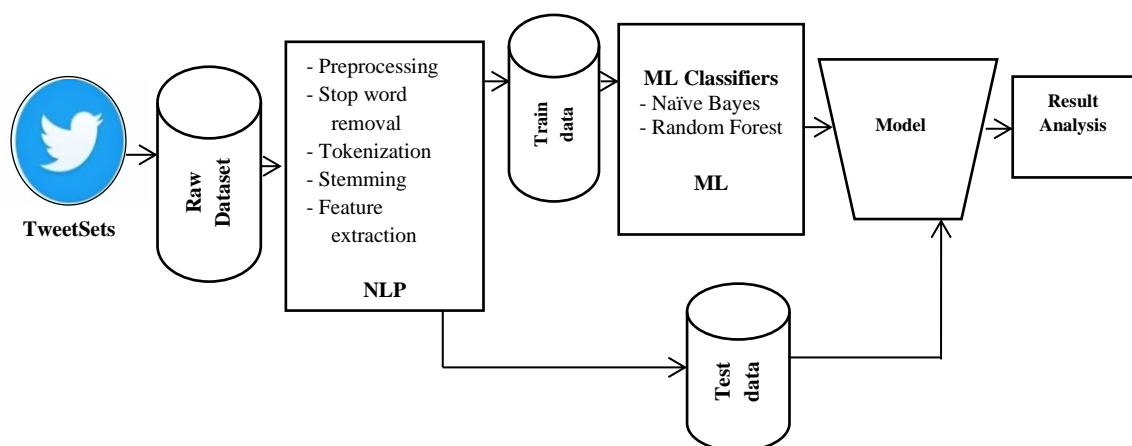 TweetSets
Raw
Dataset
- Preprocessing
- Stop word
removal
- Tokenization
- Stemming
- Feature
extraction
NLP
Train
data
ML Classifiers
- Naïve Bayes
- Random Forest
ML
Model
Result
Analysis
Test
data